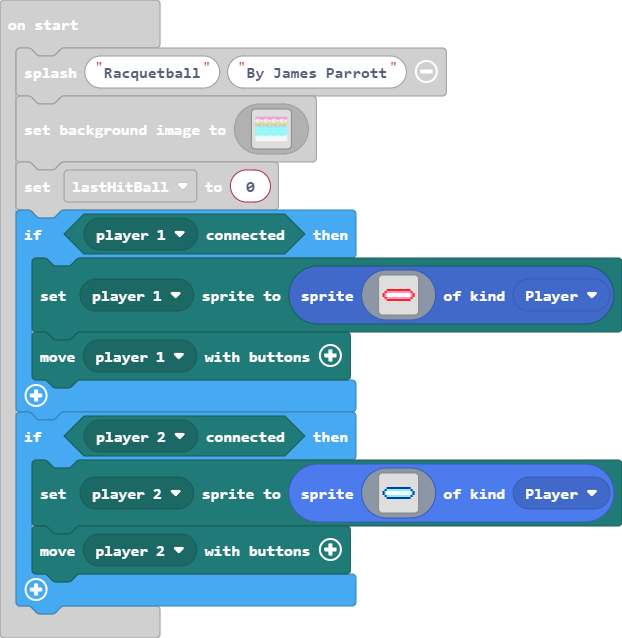 on start
splash "Racquetball" "By James Parrott"
set background image to
set lastHitBall to 0
if player 1 connected then
set player 1 sprite to sprite of kind Player
move player 1 with buttons
if player 2 connected then
set player 2 sprite to sprite of kind Player
move player 2 with buttons